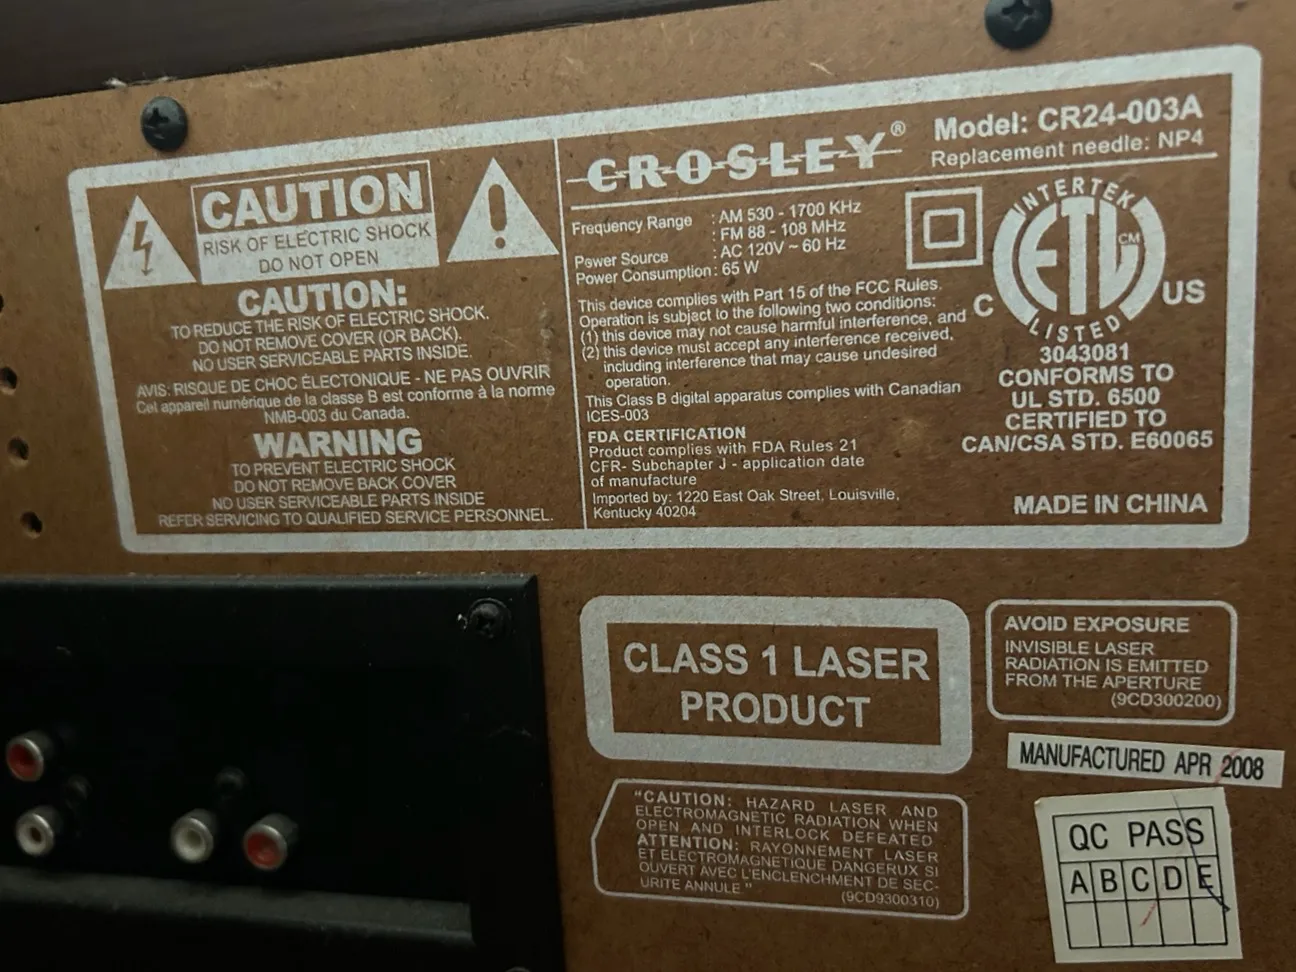 CAUTION
RISK OF ELECTRIC SHOCK
DO NOT OPEN
CAUTION:
TO REDUCE THE RISK OF ELECTRIC SHOCK.
DO NOT REMOVE COVER (OR BACK).
NO USER SERVICEABLE PARTS INSIDE.
AVIS: RISQUE DE CHOC ÉLECTONIQUE - NE PAS OUVRIR
Cel appareil numérique de la classe B est conforme à la norme
NMB-003 du Canada.
WARNING
TO PREVENT ELECTRIC SHOCK
DO NOT REMOVE BACK COVER
NO USER SERVICEABLE PARTS INSIDE
REFER SERVICING TO QUALIFIED SERVICE PERSONNEL.
CROSLEY®
Model: CR24-003A
Replacement needle: NP4
Frequency Range : AM 530 - 1700 KHz
: FM 88 - 108 MHz
Power Source : AC 120V ~ 60 Hz
Power Consumption : 65 W
This device complies with Part 15 of the FCC Rules.
Operation is subject to the following two conditions:
(1) this device may not cause harmful interference, and
(2) this device must accept any interference received,
including interference that may cause undesired
operation.
This Class B digital apparatus complies with Canadian
ICES-003
FDA CERTIFICATION
Product complies with FDA Rules 21
CFR- Subchapter J - application date
of manufacture
Imported by: 1220 East Oak Street, Louisville,
Kentucky 40204
INTERTEK
ETL CM
C US
LISTED
3043081
CONFORMS TO
UL STD. 6500
CERTIFIED TO
CAN/CSA STD. E60065
MADE IN CHINA
CLASS 1 LASER
PRODUCT
AVOID EXPOSURE
INVISIBLE LASER
RADIATION IS EMITTED
FROM THE APERTURE
(9CD300200)
MANUFACTURED APR 2008
"CAUTION: HAZARD LASER AND
ELECTROMAGNETIC RADIATION WHEN
OPEN AND INTERLOCK DEFEATED
ATTENTION: RAYONNEMENT LASER
ET ELECTROMAGNETIQUE DANGERUX SI
OUVERT AVEC L'ENCLENCHMENT DE SEC-
URITE ANNULE "
(9CD9300310)
QC PASS
A B C D E